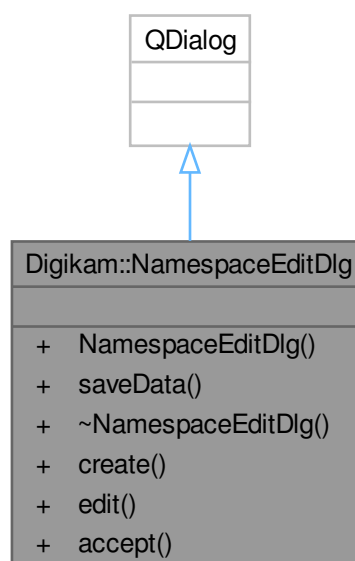 QDialog
Digikam::NamespaceEditDlg
+ NamespaceEditDlg()
+ saveData()
+ ~NamespaceEditDlg()
+ create()
+ edit()
+ accept()